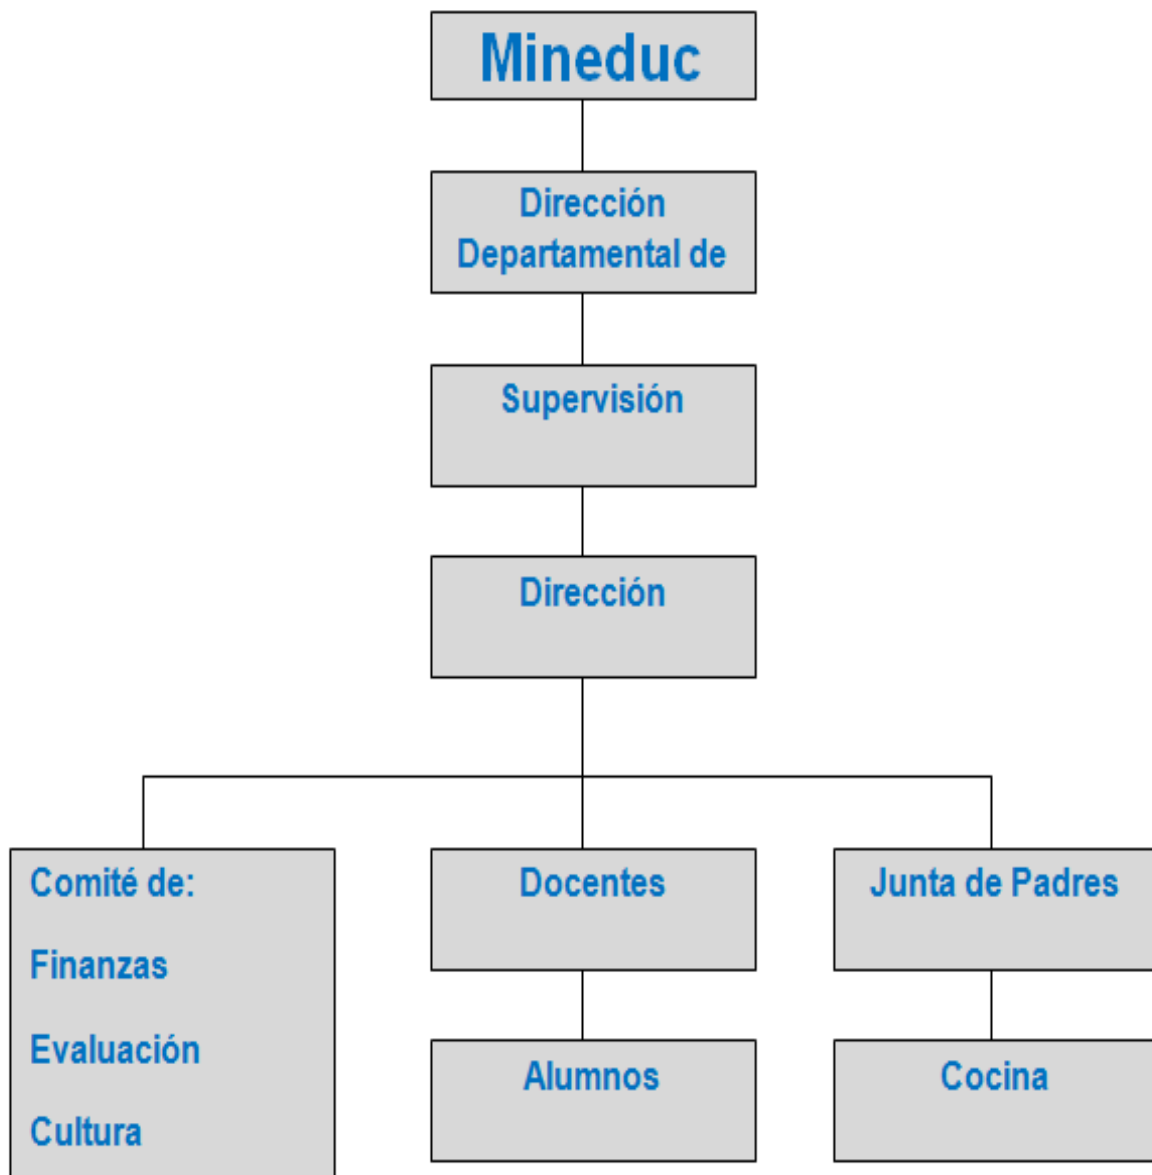 Mineduc
Dirección
Departamental de
Supervisión
Dirección
Comité de:
Finanzas
Evaluación
Cultura
Docentes
Junta de Padres
Alumnos
Cocina